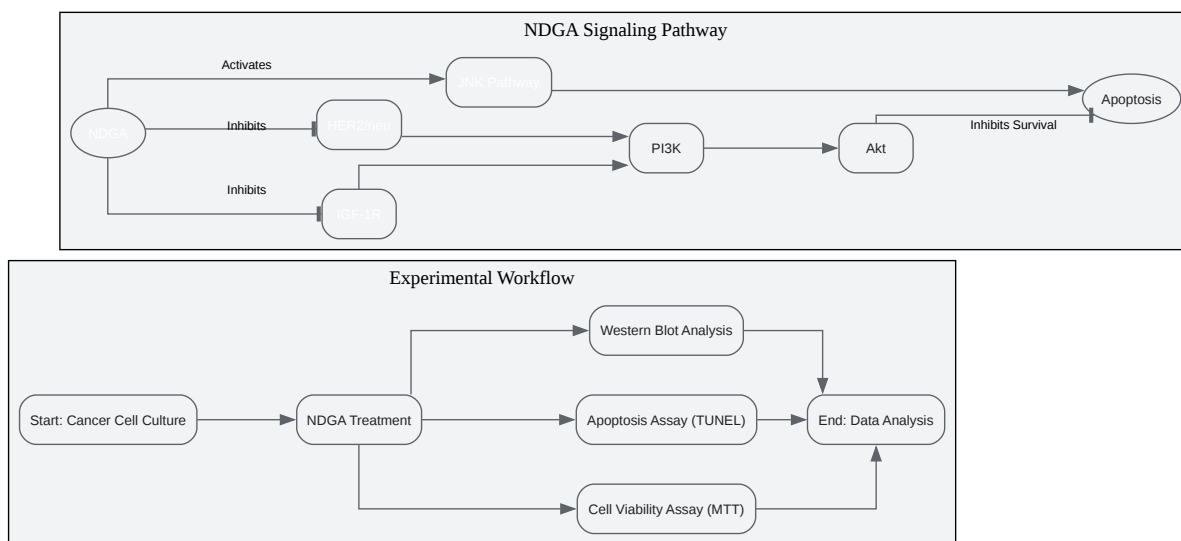 NDGA Signaling Pathway
Activates
JNK Pathway
Apoptosis
NDGA
Inhibits
HER2/neu
Inhibits Survival
PI3K
Akt
Inhibits
IGF-1R
Experimental Workflow
Western Blot Analysis
Start: Cancer Cell Culture
NDGA Treatment
Apoptosis Assay (TUNEL)
End: Data Analysis
Cell Viability Assay (MTT)